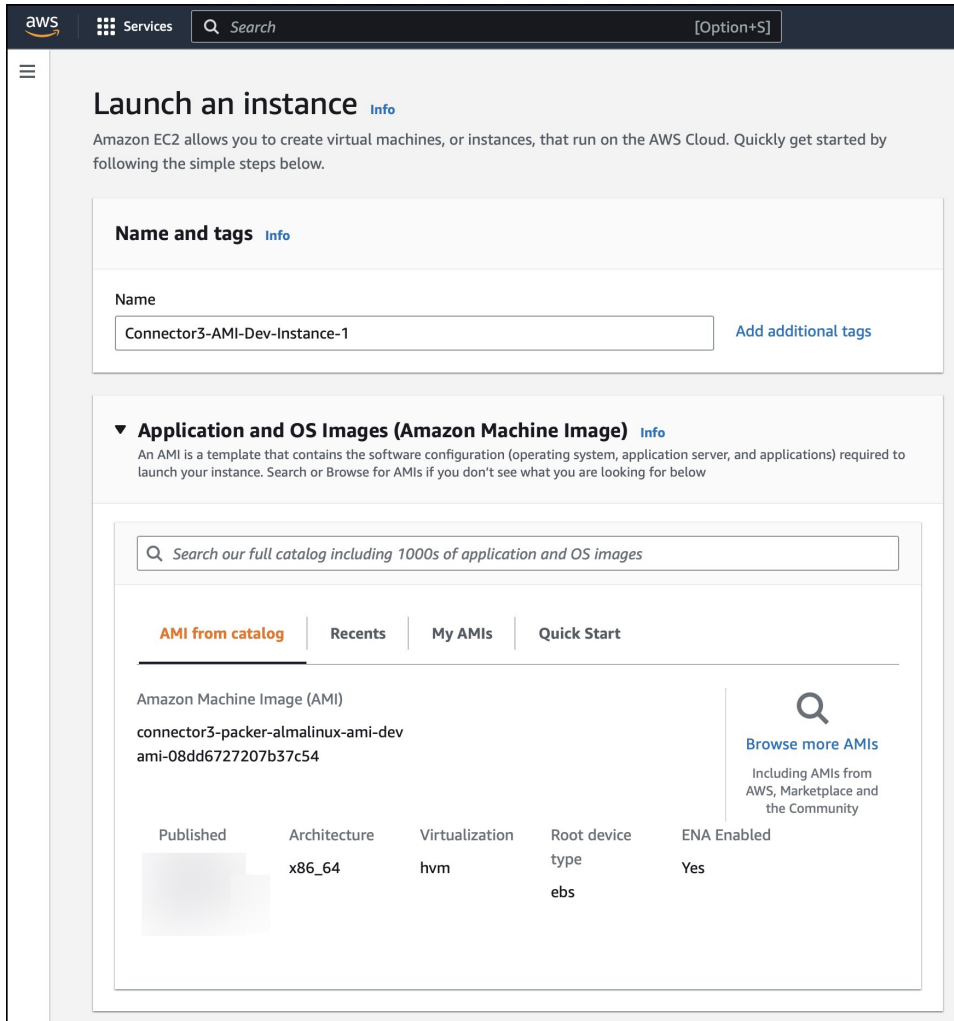 aws
Services
Search
[Option+S]
Launch an instance Info
Amazon EC2 allows you to create virtual machines, or instances, that run on the AWS Cloud. Quickly get started by
following the simple steps below.
Name and tags Info
Name
Connector3-AMI-Dev-Instance-1
Add additional tags
Application and OS Images (Amazon Machine Image) Info
An AMI is a template that contains the software configuration (operating system, application server, and applications) required to
launch your instance. Search or Browse for AMIs if you don't see what you are looking for below
Search our full catalog including 1000s of application and OS images
AMI from catalog
Recents
My AMIs
Quick Start
Amazon Machine Image (AMI)
connector3-packer-almalinux-ami-dev
ami-08dd6727207b37c54
Browse more AMIs
Including AMIs from
AWS, Marketplace and
the Community
Published
Architecture
x86_64
Virtualization
hvm
Root device
type
ebs
ENA Enabled
Yes